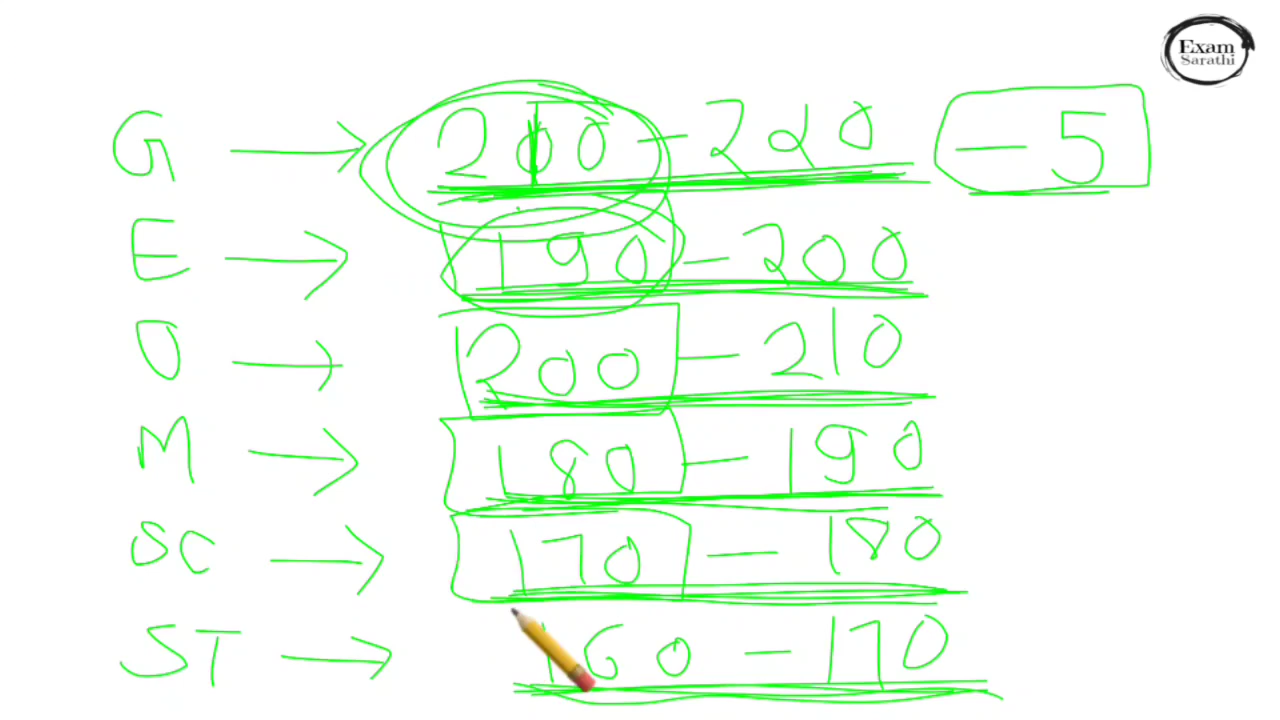 Exam
Sarathi
G → 200 - 220 - 5
E → 190 - 200
O → 200 - 210
M → 180 - 190
SC → 170 - 180
ST → 160 - 170